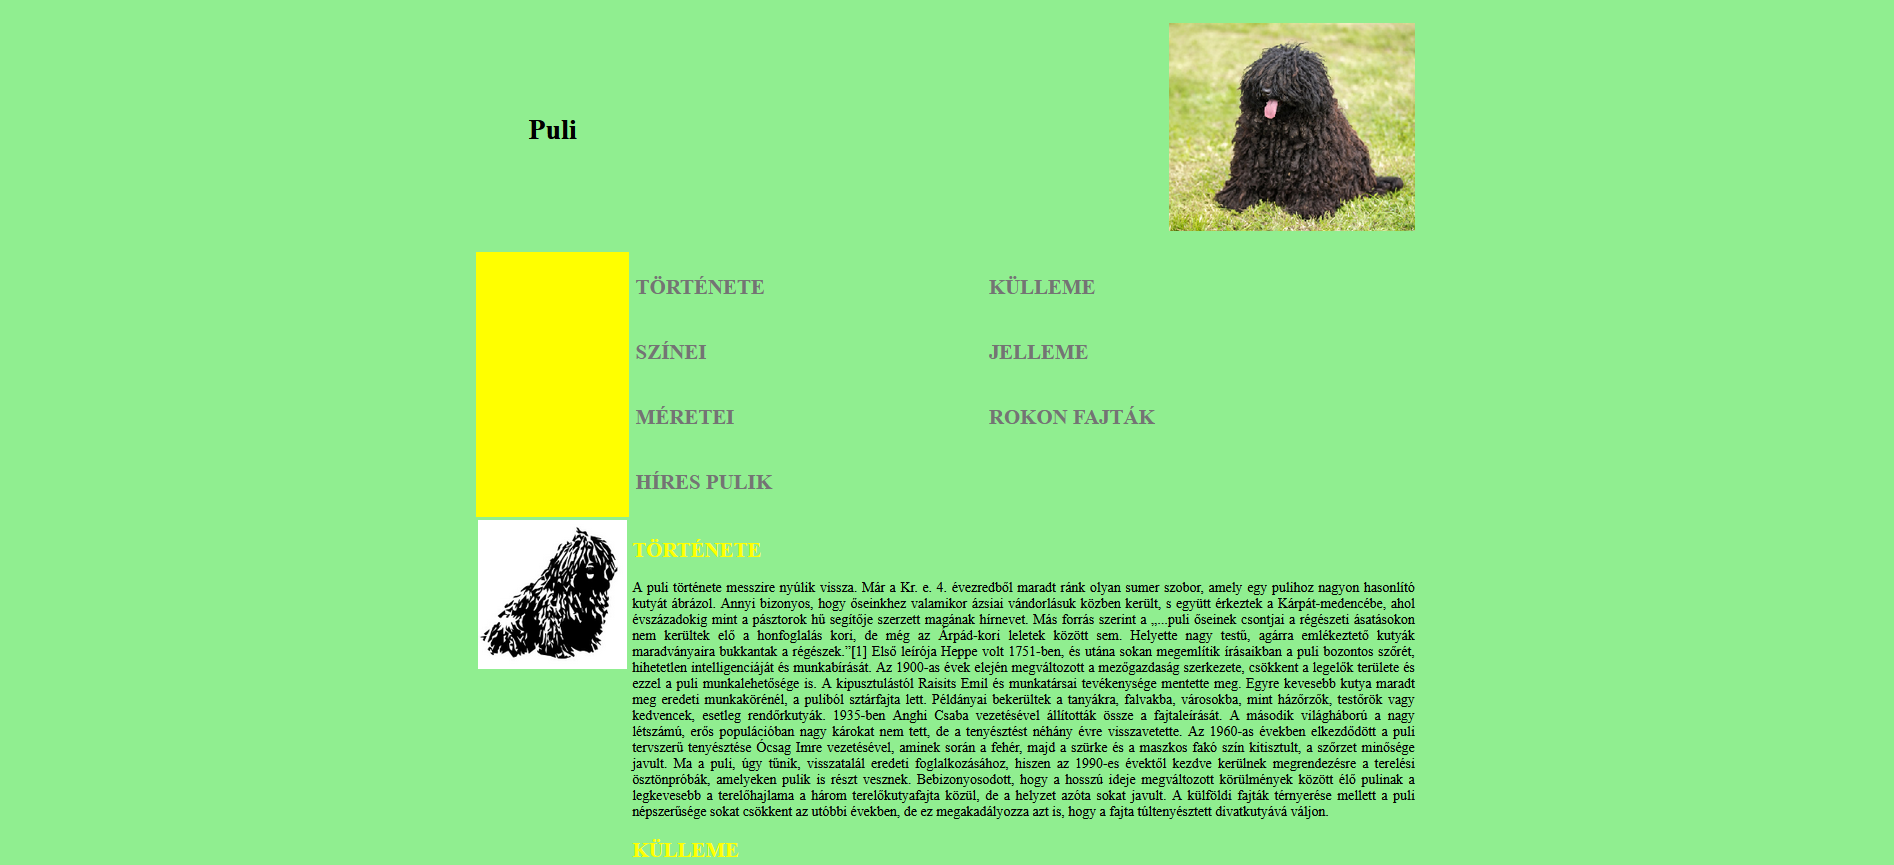 Puli
TÖRTÉNETE KÜLLEME
SZÍNEI JELLEME
MÉRETEI ROKON FAJTÁK
HÍRES PULIK
TÖRTÉNETE
A puli története messzire nyúlik vissza. Már a Kr. e. 4. évezredből maradt ránk olyan sumer szobor, amely egy pulihoz nagyon hasonlító
kutyát ábrázol. Annyi bizonyos, hogy őseinkhez valamikor ázsiai vándorlásuk közben került, s együtt érkeztek a Kárpát-medencébe, ahol
évszázadokig mint a pásztorok hű segítője szerzett magának hírnevet. Más forrás szerint a „...puli őseinek csontjai a régészeti ásatásokon
nem kerültek elő a honfoglalás kori, de még az Árpád-kori leletek között sem. Helyette nagy testű, agárra emlékeztető kutyák
maradványaira bukkantak a régészek.”[1] Első leírója Heppe volt 1751-ben, és utána sokan megemlítik írásaikban a puli bozontos szőrét,
hihetetlen intelligenciáját és munkabírását. Az 1900-as évek elején megváltozott a mezőgazdaság szerkezete, csökkent a legelők területe és
ezzel a puli munkalehetősége is. A kipusztulástól Raisits Emil és munkatársai tevékenysége mentette meg. Egyre kevesebb kutya maradt
meg eredeti munkakörénél, a puliból sztárfajta lett. Példányai bekerültek a tanyákra, falvakba, városokba, mint házőrzők, testőrök vagy
kedvencek, esetleg rendőrkutyák. 1935-ben Anghi Csaba vezetésével állították össze a fajtaleírását. A második világháború a nagy
létszámú, erős populációban nagy károkat nem tett, de a tenyésztést néhány évre visszavetette. Az 1960-as években elkezdődött a puli
tervszerű tenyésztése Ócsag Imre vezetésével, aminek során a fehér, majd a szürke és a maszkos fakó szín kitisztult, a szőrzet minősége
javult. Ma a puli, úgy tűnik, visszatalál eredeti foglalkozásához, hiszen az 1990-es évektől kezdve kerülnek megrendezésre a terelési
ösztönpróbák, amelyeken pulik is részt vesznek. Bebizonyosodott, hogy a hosszú ideje megváltozott körülmények között élő pulinak a
legkevesebb a terelőhajlama a három terelőkutyafajta közül, de a helyzet azóta sokat javult. A külföldi fajták térnyerése mellett a puli
népszerűsége sokat csökkent az utóbbi években, de ez megakadályozza azt is, hogy a fajta túltenyésztett divatkutyává váljon.
KÜLLEME